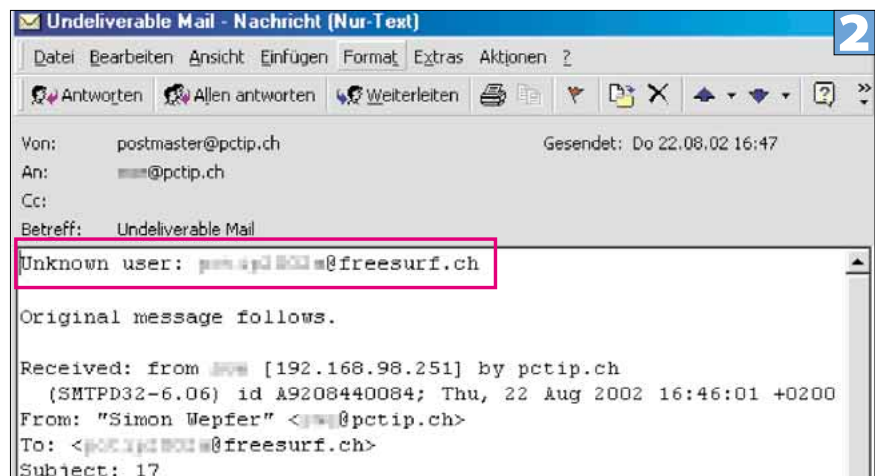 Undeliverable Mail - Nachricht (Nur-Text)
2
Datei Bearbeiten Ansicht Einfügen Format Extras Aktionen ?
Antworten Allen antworten Weiterleiten
Von: postmaster@pctip.ch Gesendet: Do 22.08.02 16:47
An: @pctip.ch
Cc:
Betreff: Undeliverable Mail
Unknown user: @freesurf.ch
Original message follows.
Received: from [192.168.98.251] by pctip.ch
(SMTPD32-6.06) id A9208440084; Thu, 22 Aug 2002 16:46:01 +0200
From: "Simon Wepfer" < @pctip.ch>
To: < @freesurf.ch>
Subject: 17